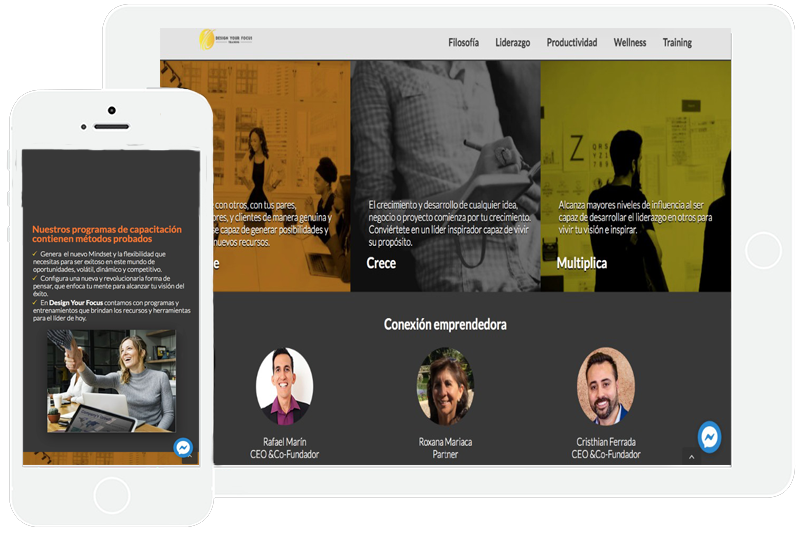 DESIGN YOUR FOCUS
Filosofía Liderazgo Productividad Wellness Training
con otros, con tus pares,
ores, y clientes de manera genuina y
se capaz de generar posibilidades y
nuevos recursos.
e
El crecimiento y desarrollo de cualquier idea,
negocio o proyecto comienza por tu crecimiento.
Conviértete en un líder inspirador capaz de vivir
su propósito.
Crece
Alcanza mayores niveles de influencia al ser
capaz de desarrollar el liderazgo en otros para
vivir tu visión e inspirar.
Multiplica
Conexión emprendedora
Rafael Marín
CEO &Co-Fundador
Roxana Mariaca
Partner
Cristhian Ferrada
CEO &Co-Fundador
Nuestros programas de capacitación
contienen métodos probados
✓ Genera el nuevo Mindset y la flexibilidad que
necesitas para ser exitoso en este mundo de
oportunidades, volátil, dinámico y competitivo.
✓ Configura una nueva y revolucionaria forma de
pensar, que enfoca tu mente para alcanzar tu visión del
éxito.
✓ En Design Your Focus contamos con programas y
entrenamientos que brindan los recursos y herramientas
para el líder de hoy.